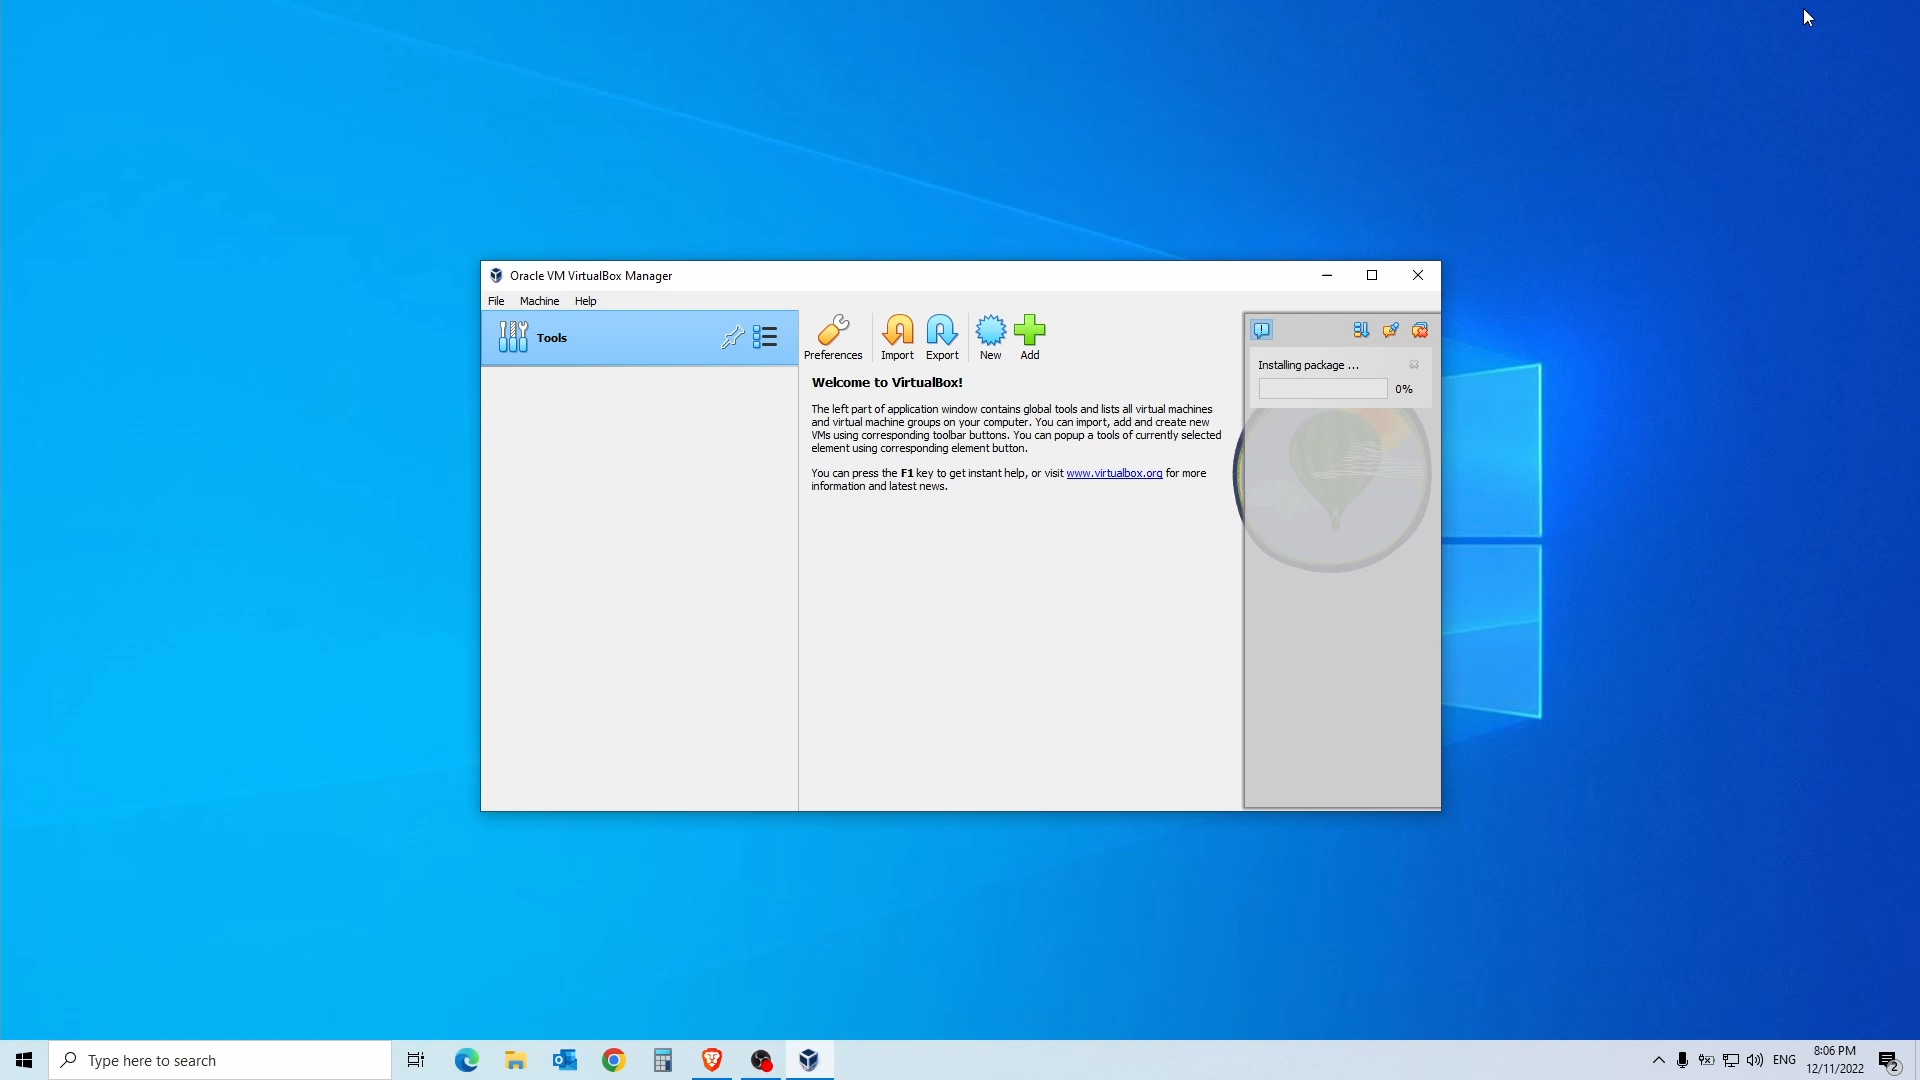 Oracle VM VirtualBox Manager
File Machine Help
Tools
Preferences Import Export New Add
Welcome to VirtualBox!
The left part of application window contains global tools and lists all virtual machines
and virtual machine groups on your computer. You can import, add and create new
VMs using corresponding toolbar buttons. You can popup a tools of currently selected
element using corresponding element button.
You can press the F1 key to get instant help, or visit www.virtualbox.org for more
information and latest news.
Installing package ...
0%
Type here to search
ENG
8:06 PM
12/11/2022
2